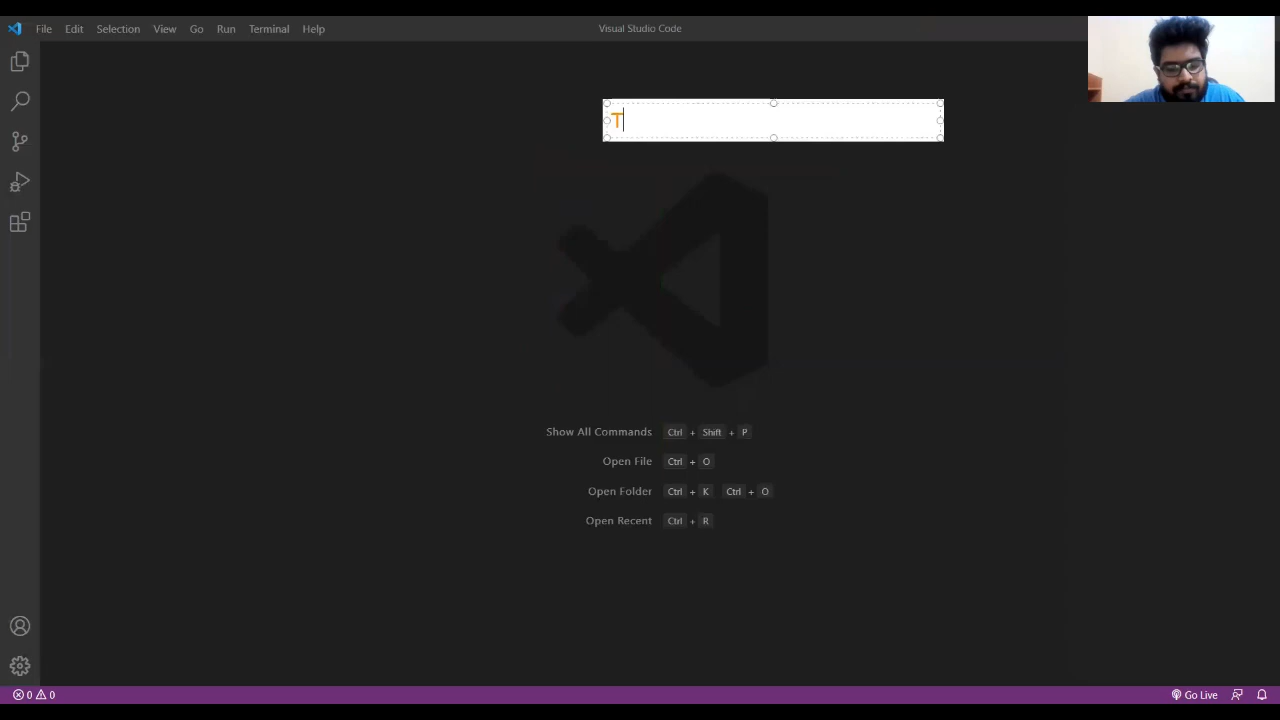 File Edit Selection View Go Run Terminal Help
Visual Studio Code
T
Show All Commands Ctrl + Shift + P
Open File Ctrl + O
Open Folder Ctrl + K Ctrl + O
Open Recent Ctrl + R
0 0
Go Live